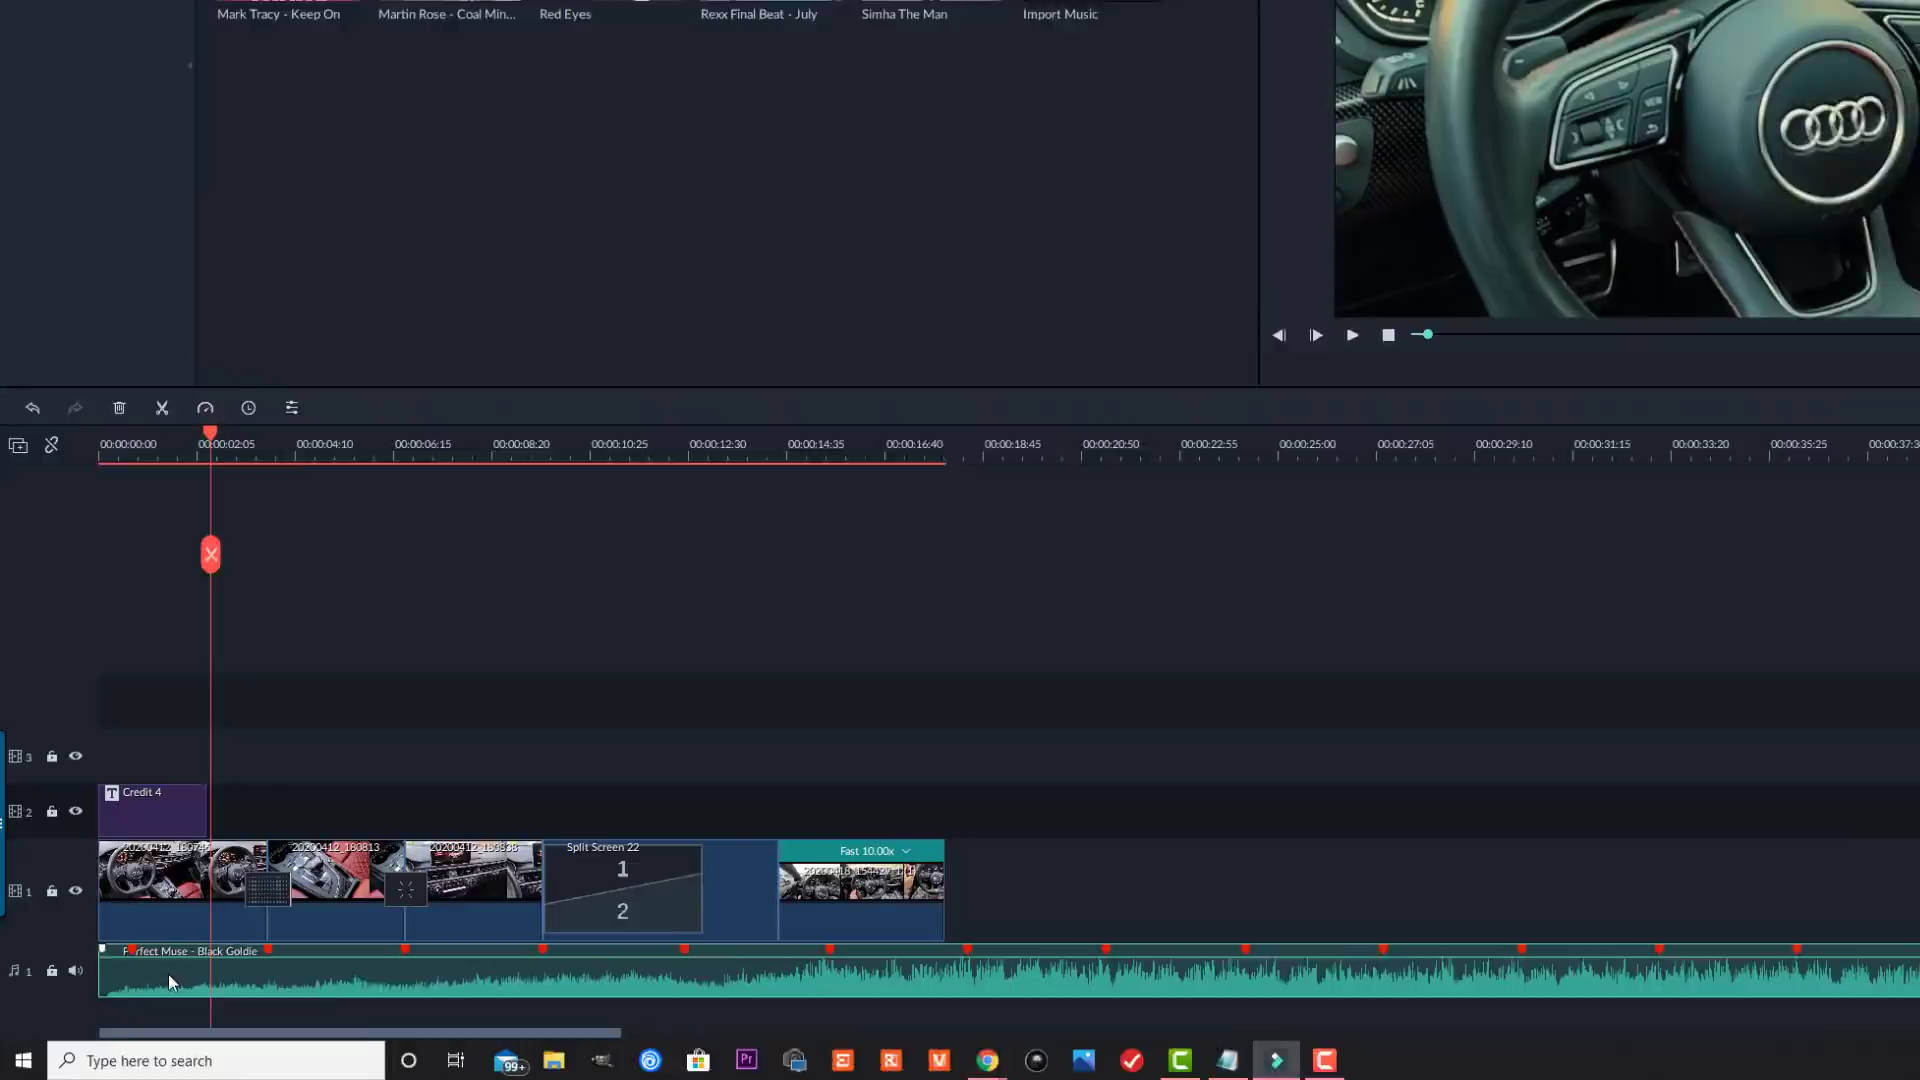 Mark Tracy - Keep On
Martin Rose - Coal Min...
Red Eyes
Rexx Final Beat - July
Simha The Man
Import Music
00:00:00:00
00:00:02:05
00:00:04:10
00:00:06:15
00:00:08:20
00:00:10:25
00:00:12:30
00:00:14:35
00:00:16:40
00:00:18:45
00:00:20:50
00:00:22:55
00:00:25:00
00:00:27:05
00:00:29:10
00:00:31:15
00:00:33:20
00:00:35:25
00:00:37:3
3
T Credit 4
2
20200412_180813
20200412_180838
Split Screen 22
1
2
Fast 10.00x
1
Perfect Muse - Black Goldie
1
Type here to search
99+
Pr